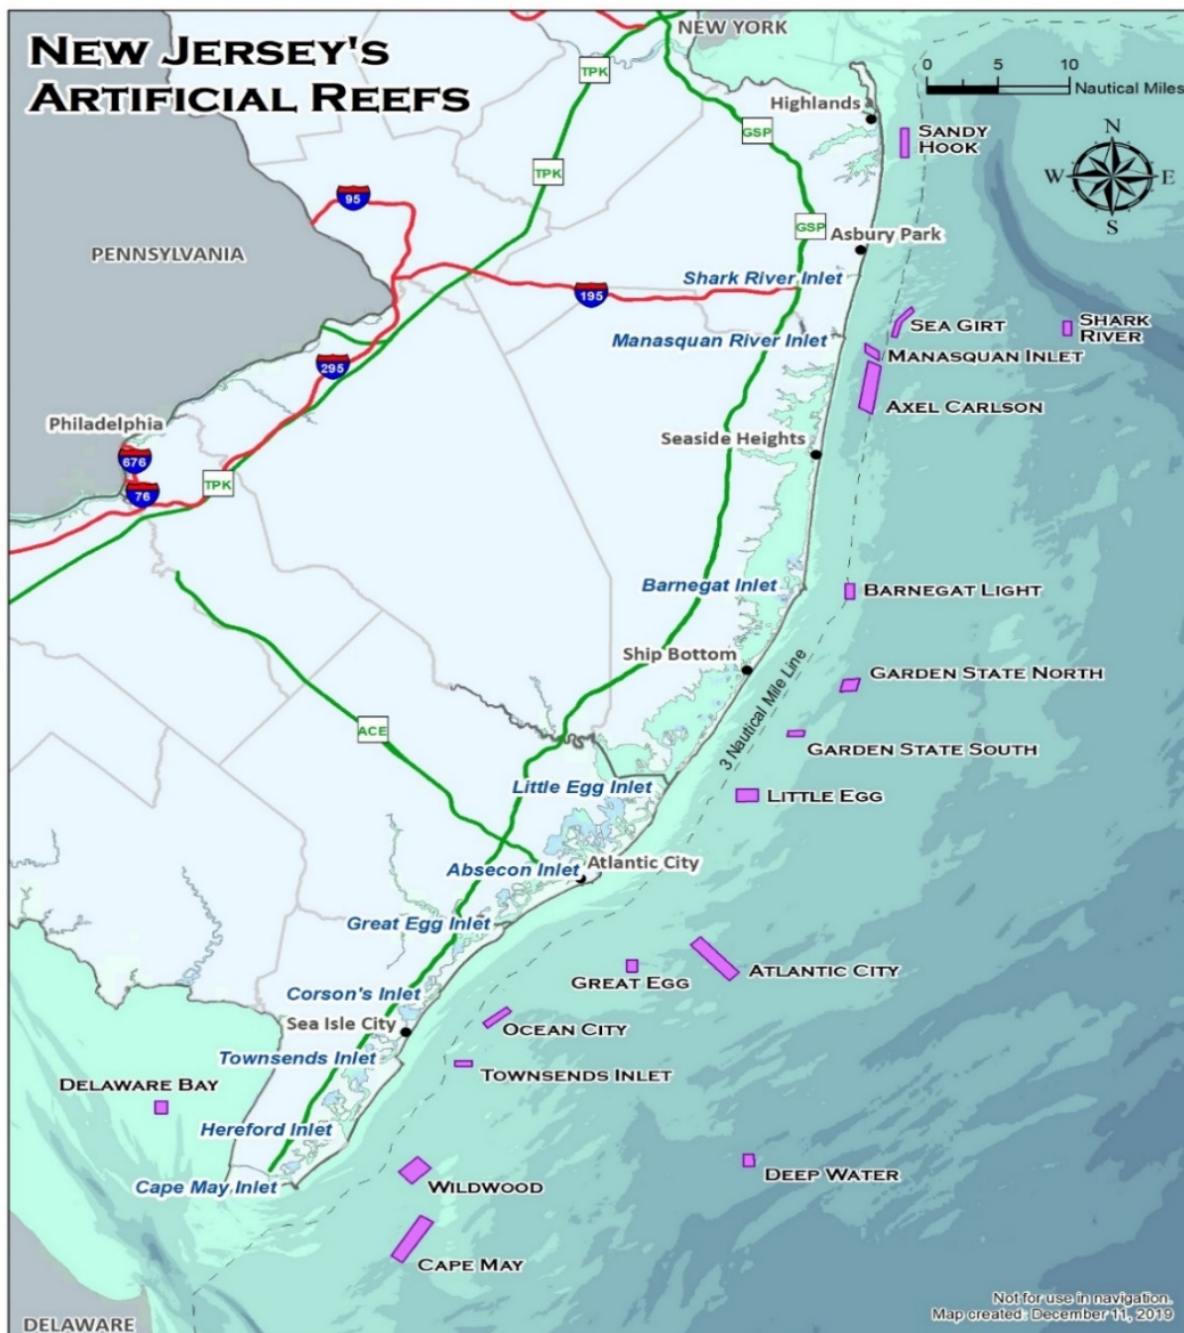 NEW JERSEY'S
ARTIFICIAL REEFS
NEW YORK
0 5 10
Nautical Miles
Highlands
SANDY
HOOK
N
W E
S
TPK
GSP
TPK
95
GSP
Asbury Park
PENNSYLVANIA
Shark River Inlet
195
SEA GIRT
SHARK
RIVER
Manasquan River Inlet
MANASQUAN INLET
295
AXEL CARLSON
Philadelphia
Seaside Heights
676
76
TPK
Barnegat Inlet
BARNEGAT LIGHT
Ship Bottom
3 Nautical Mile Line
GARDEN STATE NORTH
ACE
GARDEN STATE SOUTH
Little Egg Inlet
LITTLE EGG
Absecon Inlet
Atlantic City
Great Egg Inlet
ATLANTIC CITY
GREAT EGG
Corson's Inlet
Sea Isle City
OCEAN CITY
Townsends Inlet
TOWNSENDS INLET
DELAWARE BAY
Hereford Inlet
DEEP WATER
Cape May Inlet
WILDWOOD
CAPE MAY
Not for use in navigation.
Map created: December 11, 2019
DELAWARE